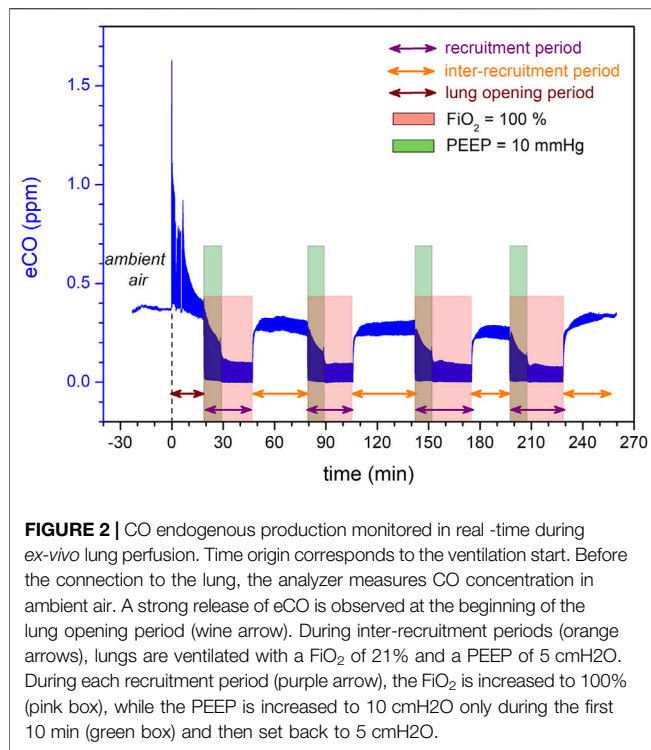 recruitment period
inter-recruitment period
lung opening period
FiO₂ = 100 %
PEEP = 10 mmHg
eCO (ppm)
1.5
1.0
0.5
0.0
ambient
air
-30 0 30 60 90 120 150 180 210 240 270
time (min)
FIGURE 2 | CO endogenous production monitored in real -time during
ex-vivo lung perfusion. Time origin corresponds to the ventilation start. Before
the connection to the lung, the analyzer measures CO concentration in
ambient air. A strong release of eCO is observed at the beginning of the
lung opening period (wine arrow). During inter-recruitment periods (orange
arrows), lungs are ventilated with a FiO₂ of 21% and a PEEP of 5 cmH2O.
During each recruitment period (purple arrow), the FiO₂ is increased to 100%
(pink box), while the PEEP is increased to 10 cmH2O only during the first
10 min (green box) and then set back to 5 cmH2O.